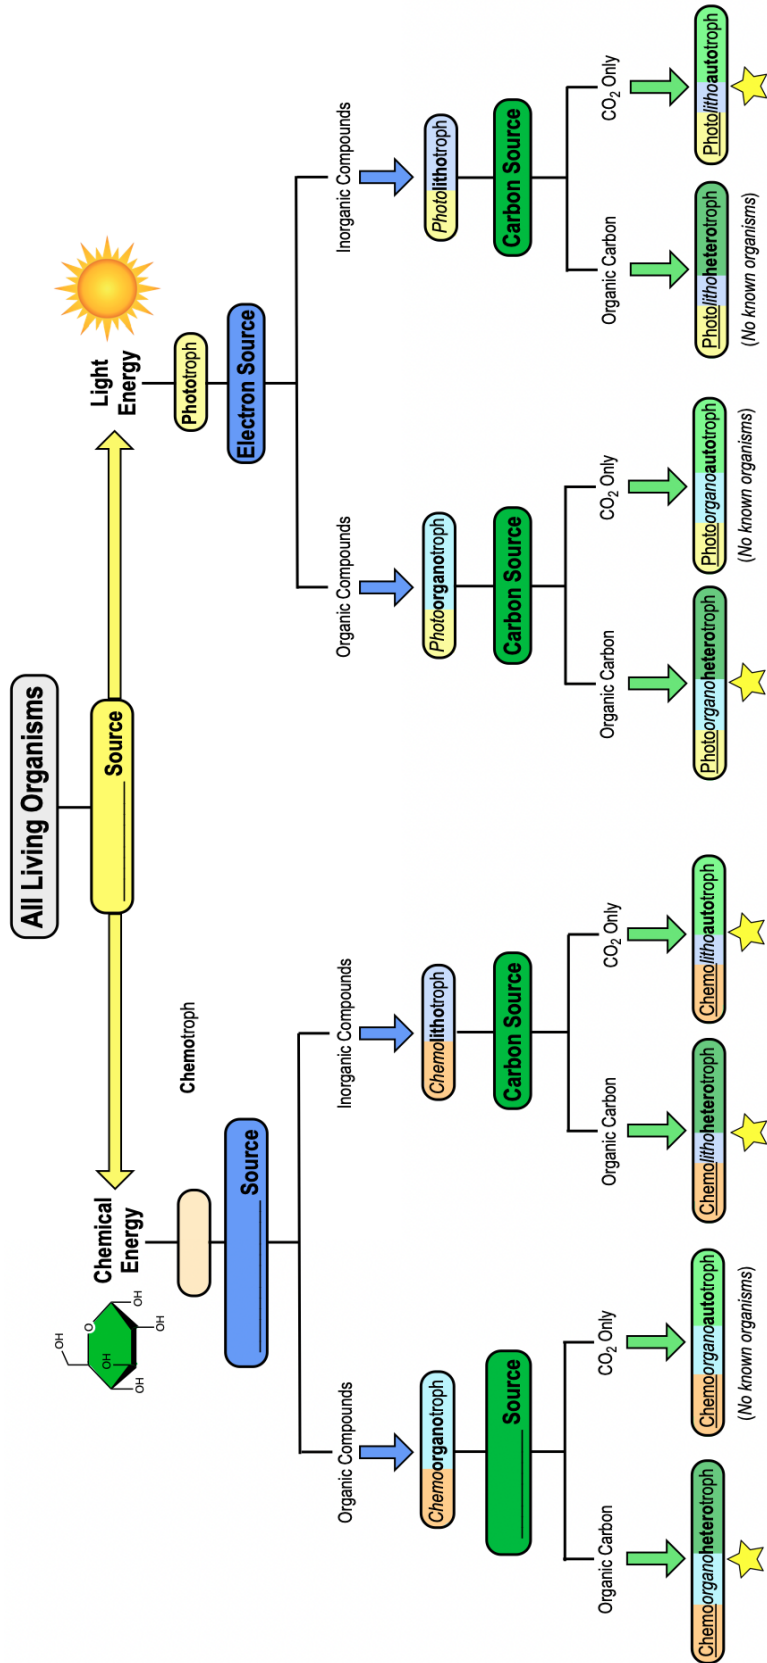 All Living Organisms
__________ Source
Chemical
Energy
Light
Energy
OH
O
OH
OH
OH
OH
Chemotroph
Phototroph
______________ Source
Electron Source
Organic Compounds
Inorganic Compounds
Organic Compounds
Inorganic Compounds
Chemoorganotroph
Chemolithotroph
Photoorganotroph
Photolithotroph
____________ Source
Carbon Source
Carbon Source
Carbon Source
Organic Carbon
CO₂ Only
Organic Carbon
CO₂ Only
Organic Carbon
CO₂ Only
Organic Carbon
CO₂ Only
Chemoorganoheterotroph
Chemoorganoautotroph
Chemolithoheterotroph
Chemolithoautotroph
Photoorganoheterotroph
Photoorganoautotroph
Photolithoheterotroph
Photolithoautotroph
(No known organisms)
(No known organisms)
(No known organisms)